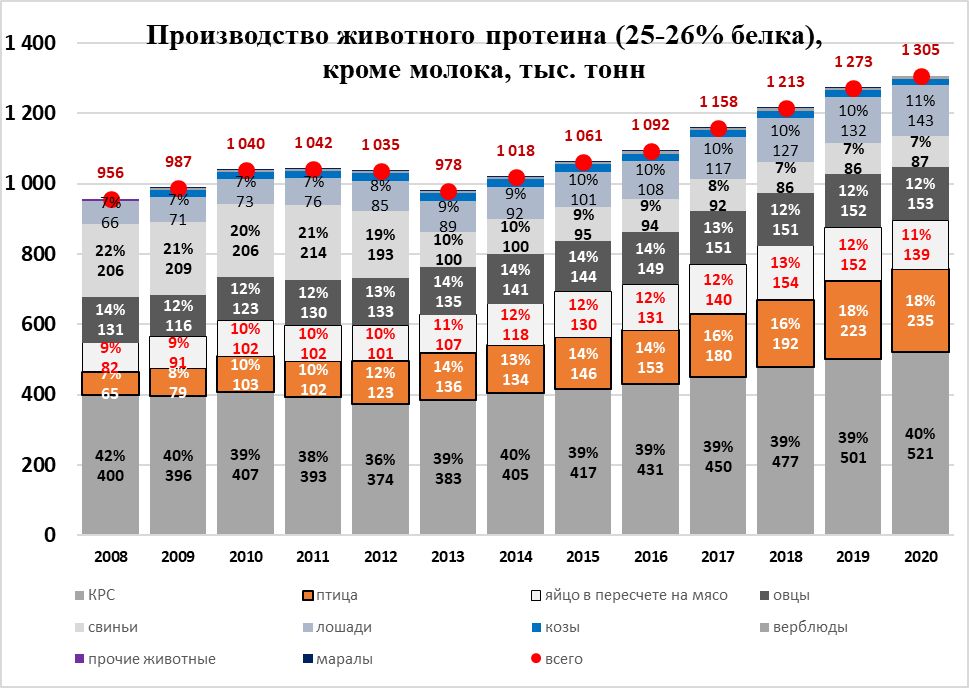 Производство животного протеина (25-26% белка),
кроме молока, тыс. тонн
1 400
1 200
1 000
800
600
400
200
0
956 987 1 040 1 042 1 035 978 1 018 1 061 1 092 1 158 1 213 1 273 1 305
7% 7% 7% 7% 8% 9% 9% 10% 10% 10% 10% 10% 11%
66 71 73 76 85 89 92 101 108 117 127 132 143
22% 21% 20% 21% 19% 10% 10% 9% 9% 8% 7% 7% 7%
206 209 206 214 193 100 100 95 94 92 86 86 87
14% 12% 12% 12% 13% 14% 14% 14% 14% 13% 12% 12% 12%
131 116 123 130 133 135 141 144 149 151 151 152 153
9% 9% 10% 10% 10% 11% 12% 12% 12% 12% 13% 12% 11%
82 91 102 102 101 107 118 130 131 140 154 152 139
7% 8% 10% 10% 12% 14% 13% 14% 14% 16% 16% 18% 18%
65 79 103 102 123 136 134 146 153 180 192 223 235
42% 40% 39% 38% 36% 39% 40% 39% 39% 39% 39% 39% 40%
400 396 407 393 374 383 405 417 431 450 477 501 521
2008 2009 2010 2011 2012 2013 2014 2015 2016 2017 2018 2019 2020
КРС птица яйцо в пересчете на мясо овцы
свиньи лошади козы верблюды
прочие животные маралы всего